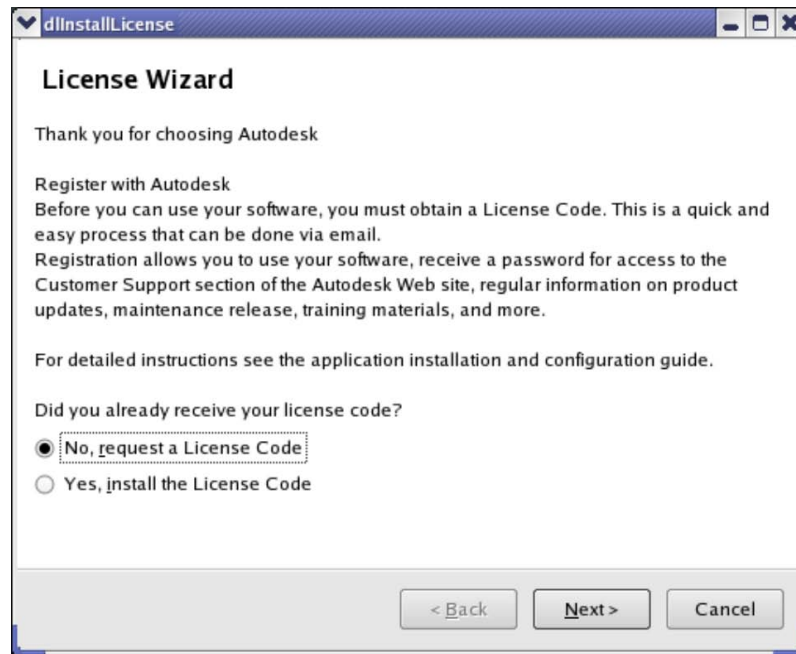 dlInstallLicense
License Wizard
Thank you for choosing Autodesk
Register with Autodesk
Before you can use your software, you must obtain a License Code. This is a quick and
easy process that can be done via email.
Registration allows you to use your software, receive a password for access to the
Customer Support section of the Autodesk Web site, regular information on product
updates, maintenance release, training materials, and more.
For detailed instructions see the application installation and configuration guide.
Did you already receive your license code?
No, request a License Code
Yes, install the License Code
< Back Next > Cancel